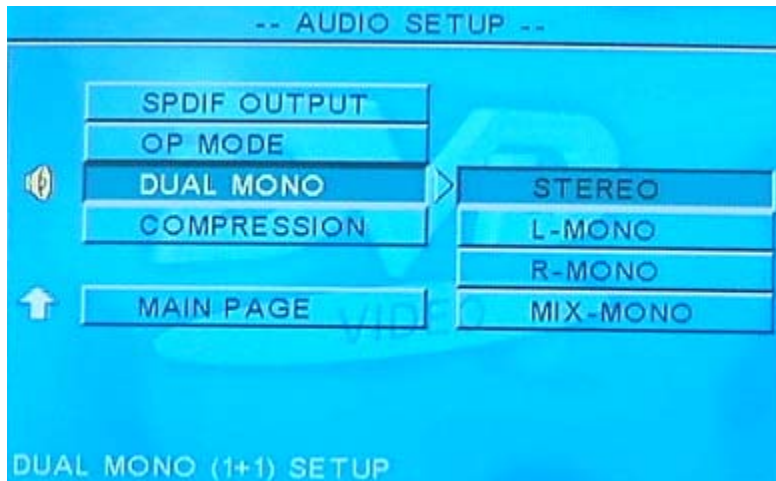 -- AUDIO SETUP --
SPDIF OUTPUT
OP MODE
DUAL MONO
STEREO
COMPRESSION
L-MONO
R-MONO
MAIN PAGE
MIX-MONO
VIDEO
DUAL MONO (1+1) SETUP